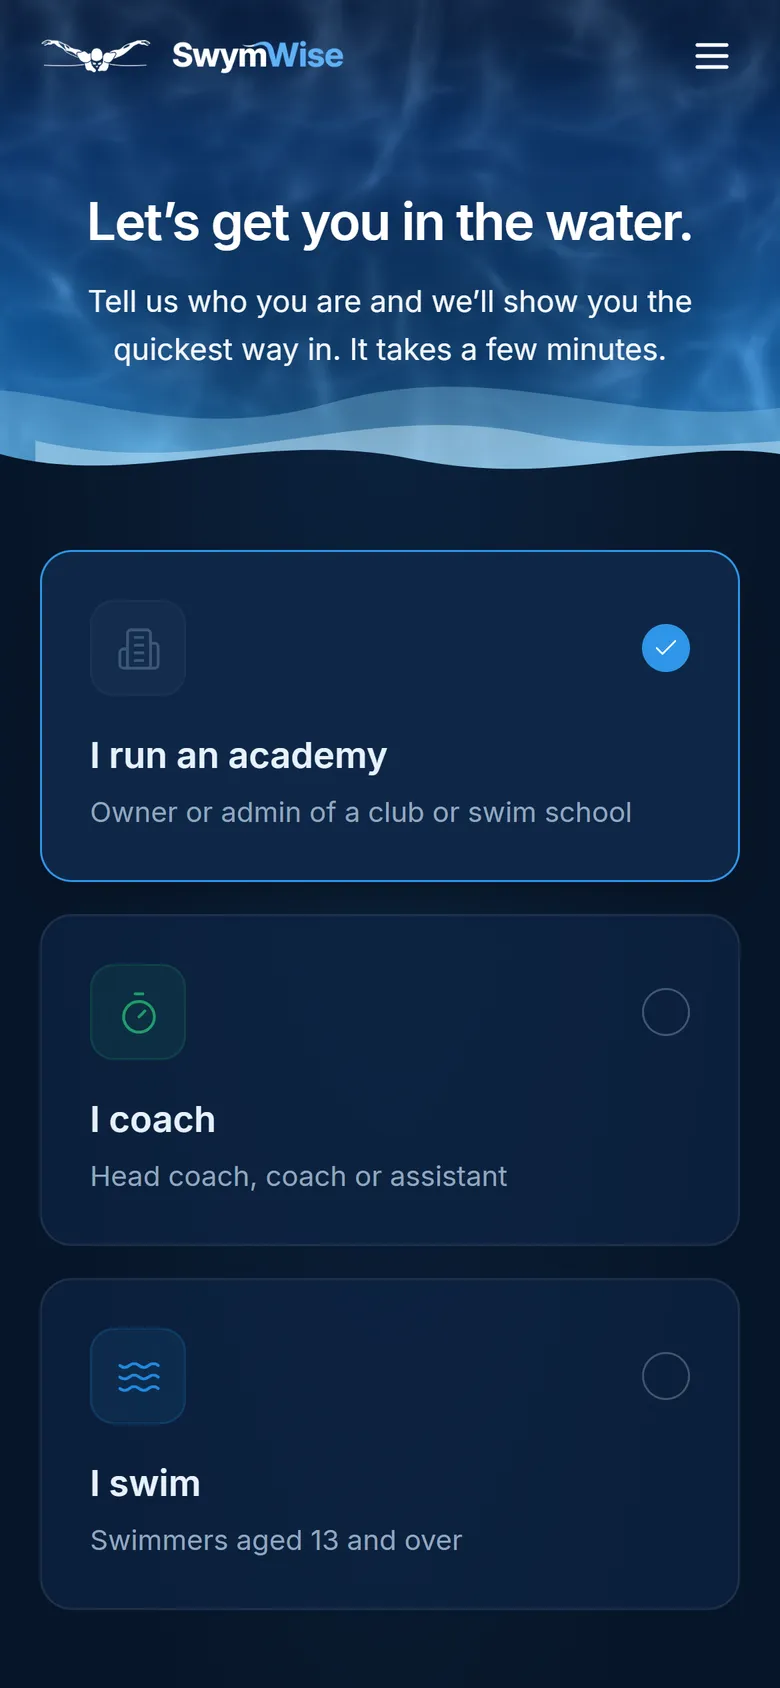 SwymWise
Let’s get you in the water.
Tell us who you are and we’ll show you the
quickest way in. It takes a few minutes.
I run an academy
Owner or admin of a club or swim school
I coach
Head coach, coach or assistant
I swim
Swimmers aged 13 and over